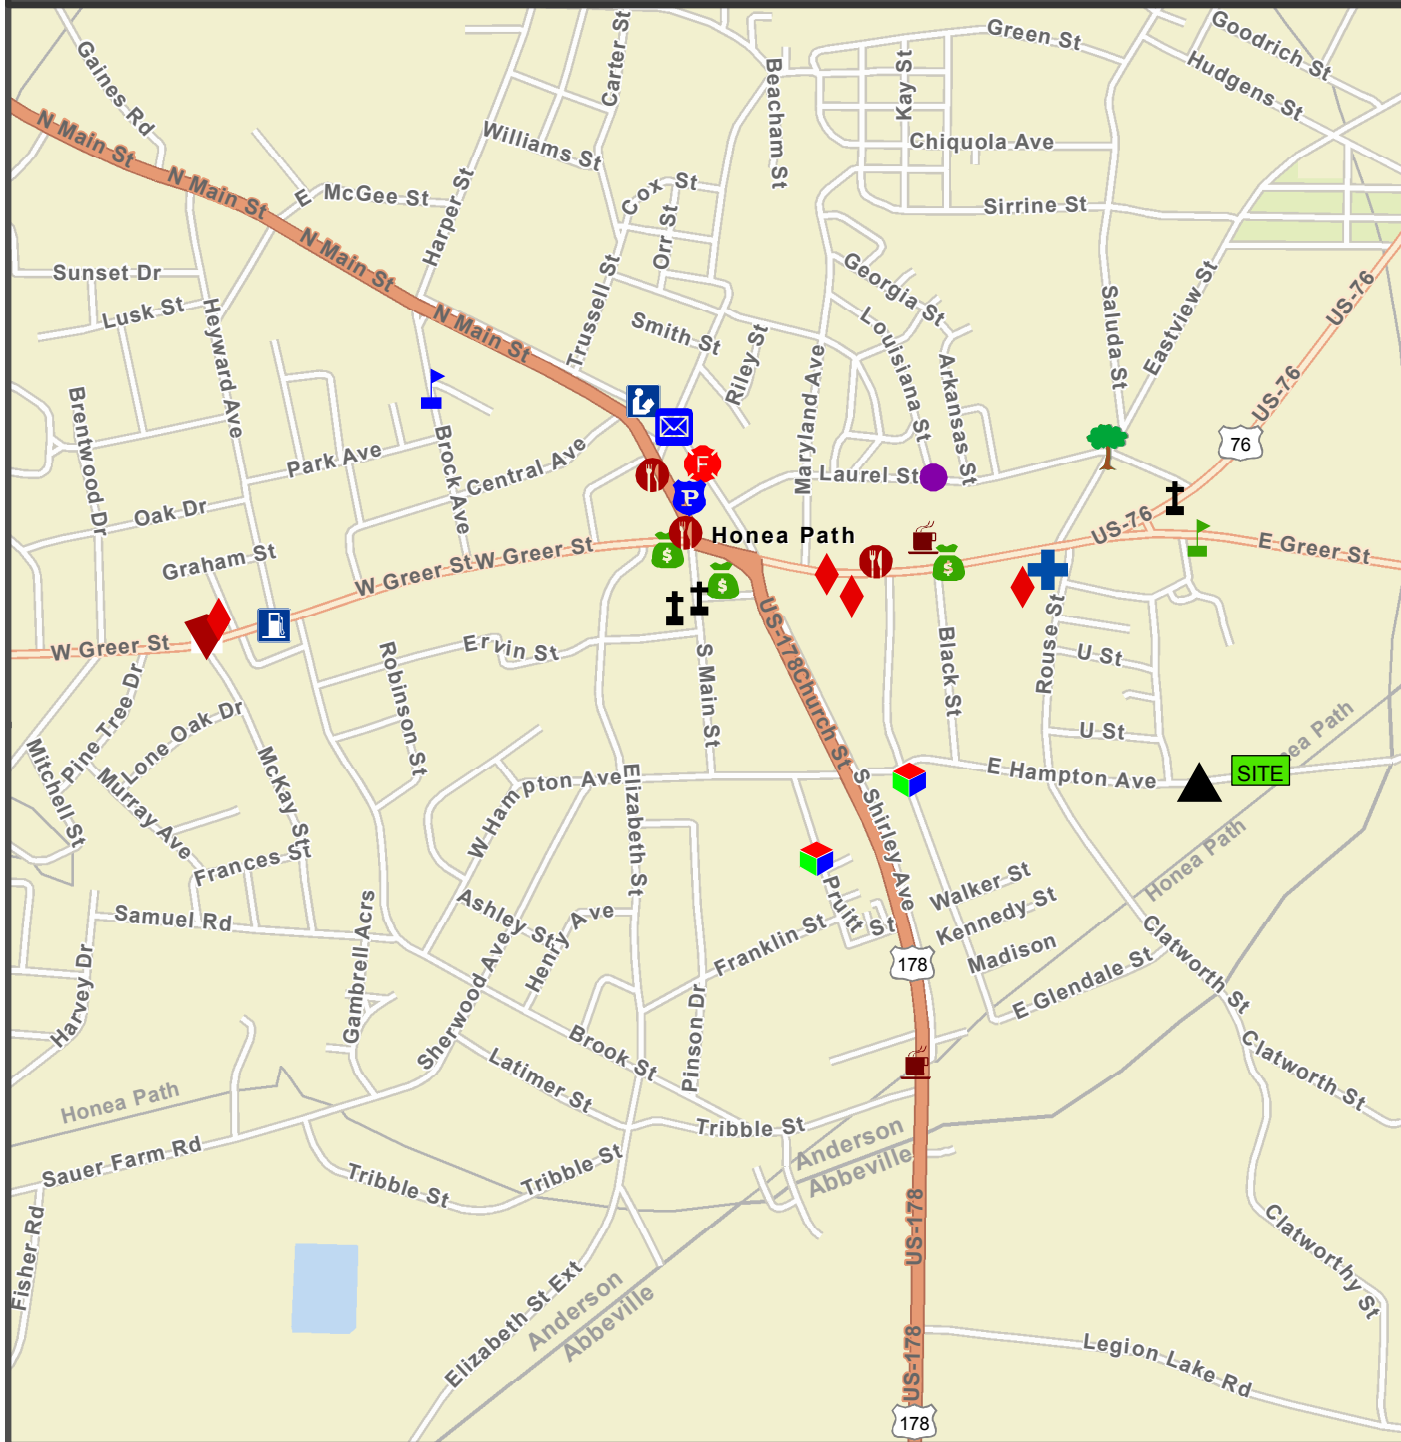 Gaines Rd
Carter St
Green St
Goodrich St
Hudgens St
Beacham St
Kay St
N Main St
Williams St
Chiquola Ave
N Main St
E McGee St
Harper St
Cox St
Orr St
Sirrine St
N Main St
Sunset Dr
Lusk St
Heyward Ave
N Main St
Trussell St
Smith St
Riley St
Georgia St
Louisiana St
Arkansas St
Maryland Ave
Saluda St
Eastview St
US-76
US-76
76
Brentwood Dr
Park Ave
Brock Ave
Central Ave
Oak Dr
Laurel St
F
P
Honea Path
US-76
E Greer St
Graham St
W Greer St
W Greer St
$
$
$
W Greer St
Ervin St
Robinson St
S Main St
US-178
Church St
Black St
Rouse St
U St
U St
Pine Tree Dr
Lone Oak Dr
Mitchell St
Murray Ave
McKay St
Frances St
W Hampton Ave
Elizabeth St
S Shirley Ave
E Hampton Ave
SITE
Honea Path
Honea Path
Samuel Rd
Harvey Dr
Gambrell Acrs
Ashley St
Henry Ave
Sherwood Ave
Pruitt St
Franklin St
Walker St
Kennedy St
Madison
178
E Glendale St
Clatworth St
Clatworth St
Clatworthy St
Pinson Dr
Brook St
Latimer St
Honea Path
Sauer Farm Rd
Tribble St
Tribble St
Tribble St
Anderson
Abbeville
US-178
Fisher Rd
Elizabeth St Ext
Anderson
Abbeville
US-178
Legion Lake Rd
178